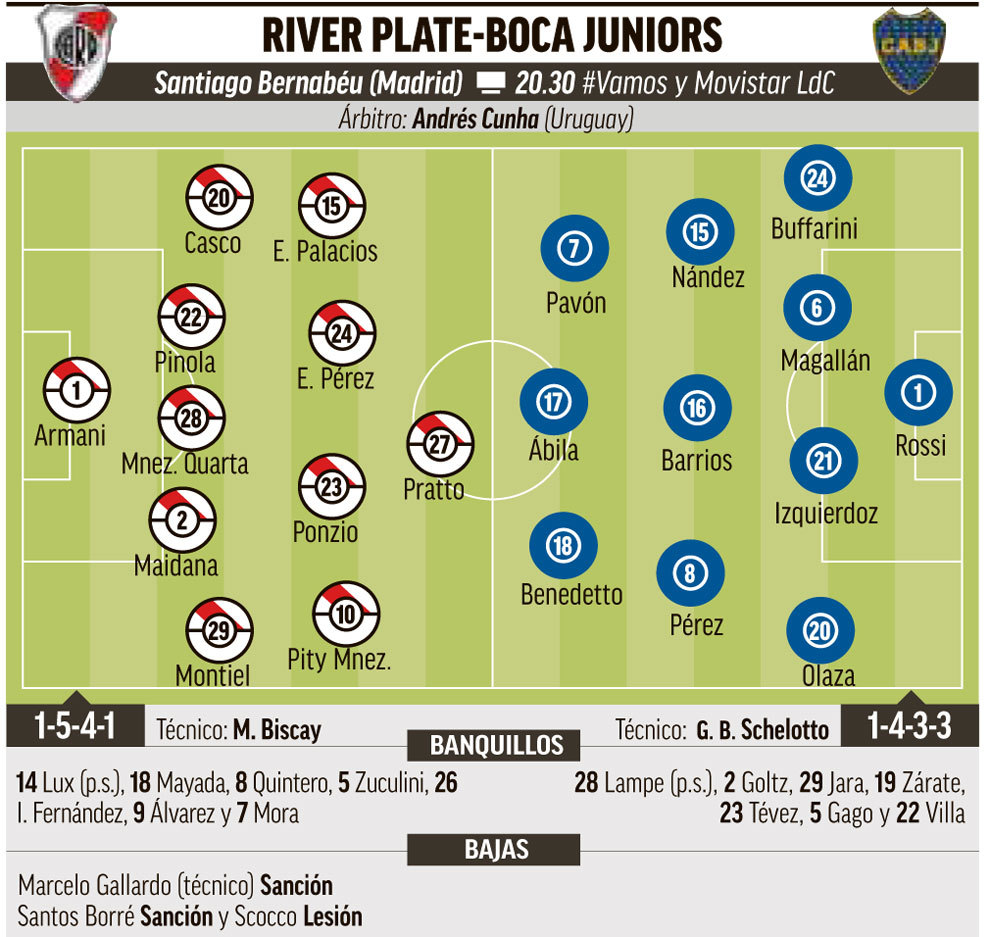 RIVER PLATE-BOCA JUNIORS
CARP
CABJ
Santiago Bernabéu (Madrid) 20.30 #Vamos y Movistar LdC
Árbitro: Andrés Cunha (Uruguay)
20
Casco
15
E. Palacios
22
Pinola
24
E. Pérez
1
Armani
28
Mnez. Quarta
27
Pratto
2
Maidana
23
Ponzio
29
Montiel
10
Pity Mnez.
7
Pavón
15
Nández
24
Buffarini
6
Magallán
17
Ábila
16
Barrios
1
Rossi
21
Izquierdoz
18
Benedetto
8
Pérez
20
Olaza
1-5-4-1
Técnico: M. Biscay
Técnico: G. B. Schelotto
1-4-3-3
BANQUILLOS
14 Lux (p.s.), 18 Mayada, 8 Quintero, 5 Zuculini, 26
I. Fernández, 9 Álvarez y 7 Mora
28 Lampe (p.s.), 2 Goltz, 29 Jara, 19 Zárate,
23 Tévez, 5 Gago y 22 Villa
BAJAS
Marcelo Gallardo (técnico) Sanción
Santos Borré Sanción y Scocco Lesión